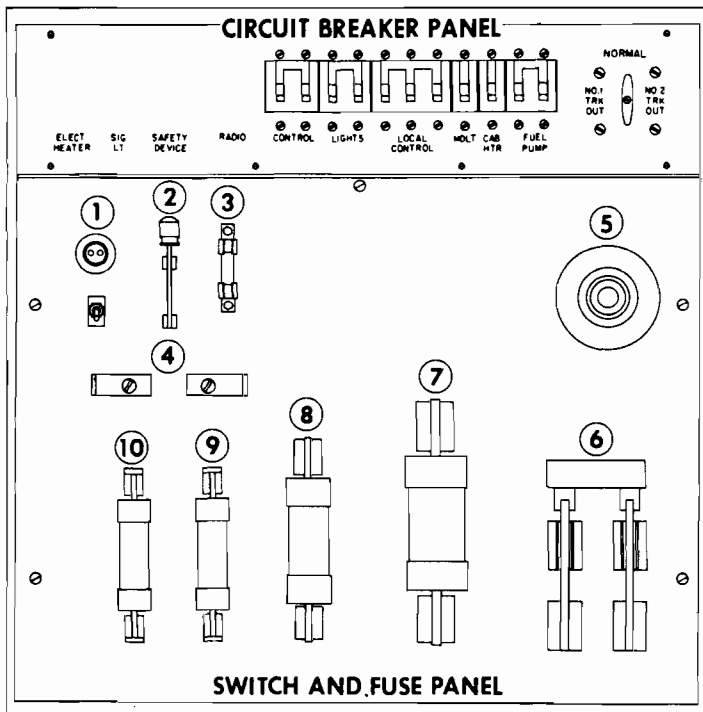 CIRCUIT BREAKER PANEL
NORMAL
NO.1
TRK
OUT
NO 2
TRK
OUT
ELECT
HEATER
SIG
LT
SAFETY
DEVICE
RADIO
CONTROL
LIGHTS
LOCAL
CONTROL
MDLT
CAB
HTR
FUEL
PUMP
1
2
3
5
4
7
8
6
10
9
SWITCH AND FUSE PANEL